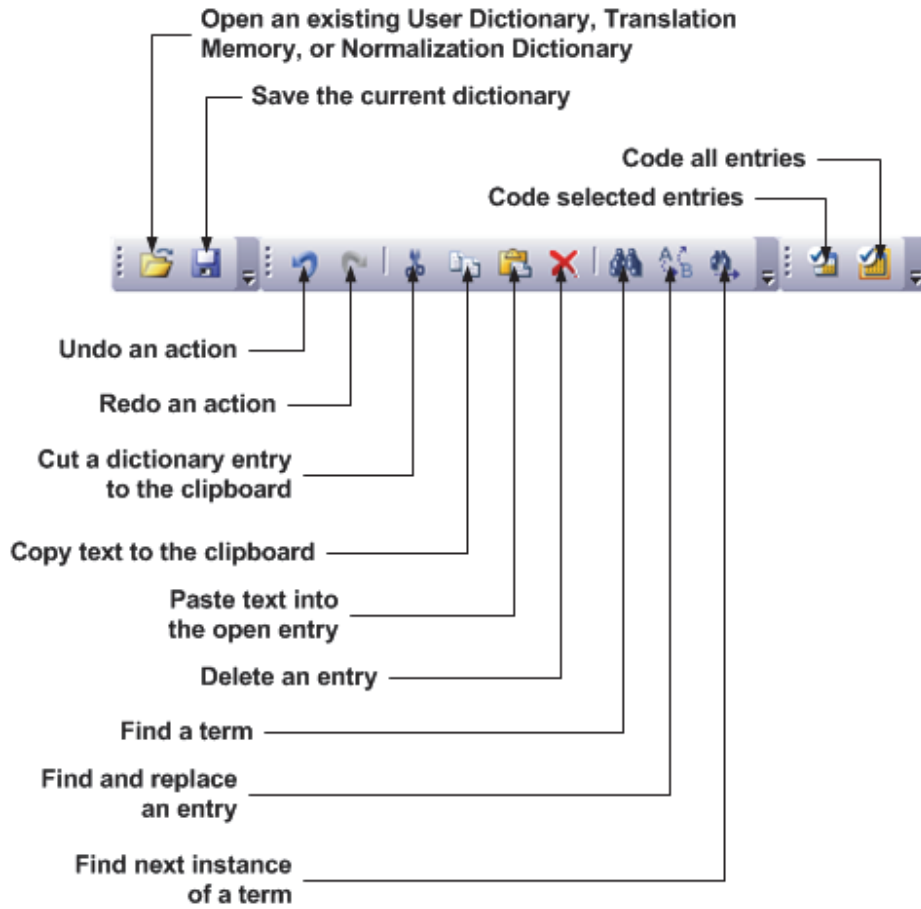 Open an existing User Dictionary, Translation
Memory, or Normalization Dictionary
Save the current dictionary
Code all entries
Code selected entries
A
B
Undo an action
Redo an action
Cut a dictionary entry
to the clipboard
Copy text to the clipboard
Paste text into
the open entry
Delete an entry
Find a term
Find and replace
an entry
Find next instance
of a term